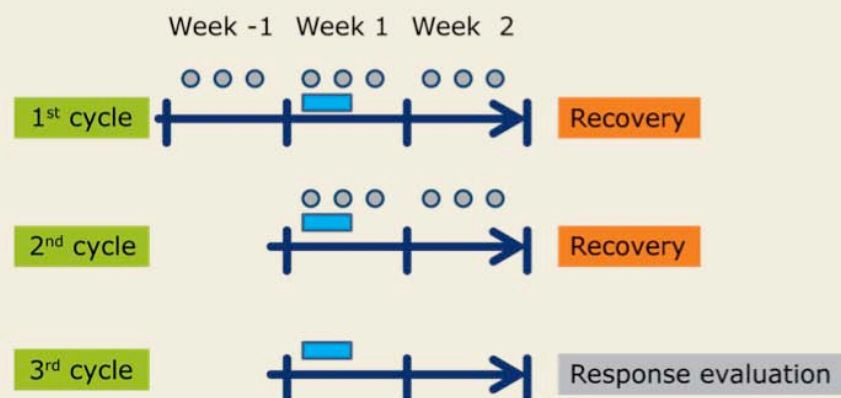 Week -1 Week 1 Week 2
1st cycle Recovery
2nd cycle Recovery
3rd cycle Response evaluation